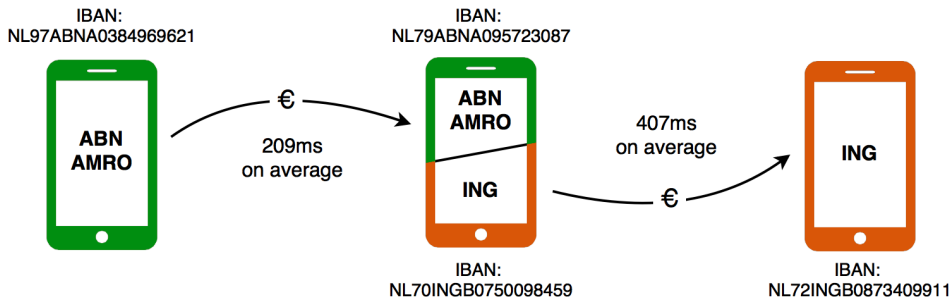 IBAN:
NL97ABNA0384969621
IBAN:
NL79ABNA095723087
ABN
AMRO
€
209ms
on average
ABN
AMRO
ING
407ms
on average
€
ING
IBAN:
NL70INGB0750098459
IBAN:
NL72INGB0873409911